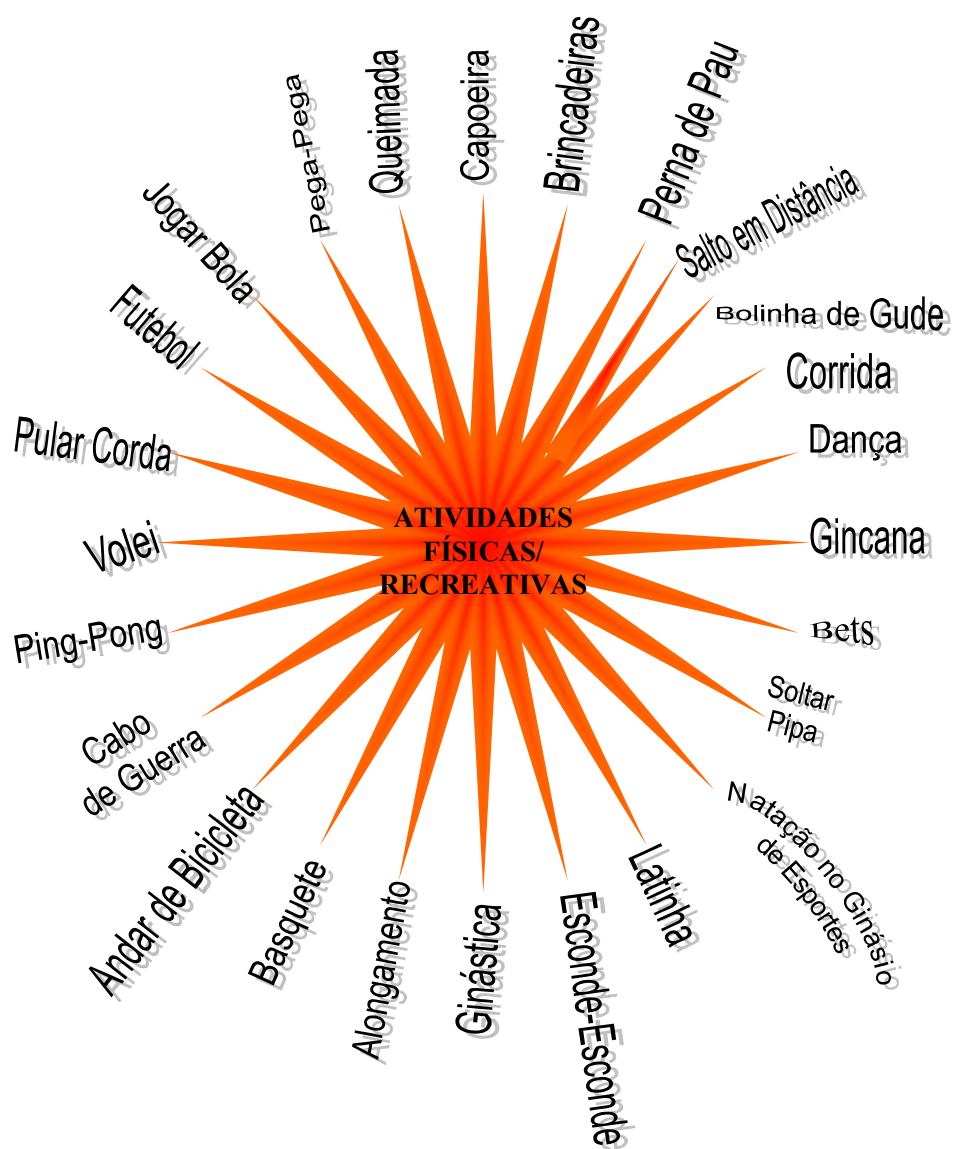 ATIVIDADES
FÍSICAS/
RECREATIVAS
Capoeira
Brincadeiras
Perna de Pau
Salto em Distância
Bolinha de Gude
Corrida
Dança
Gincana
Bets
Soltar
Pipa
Natação no Ginásio
de Esportes
Latinha
Esconde-Esconde
Ginástica
Alongamento
Basquete
Andar de Bicicleta
Cabo
de Guerra
Ping-Pong
Volei
Pular Corda
Futebol
Jogar Bola
Pega-Pega
Queimada